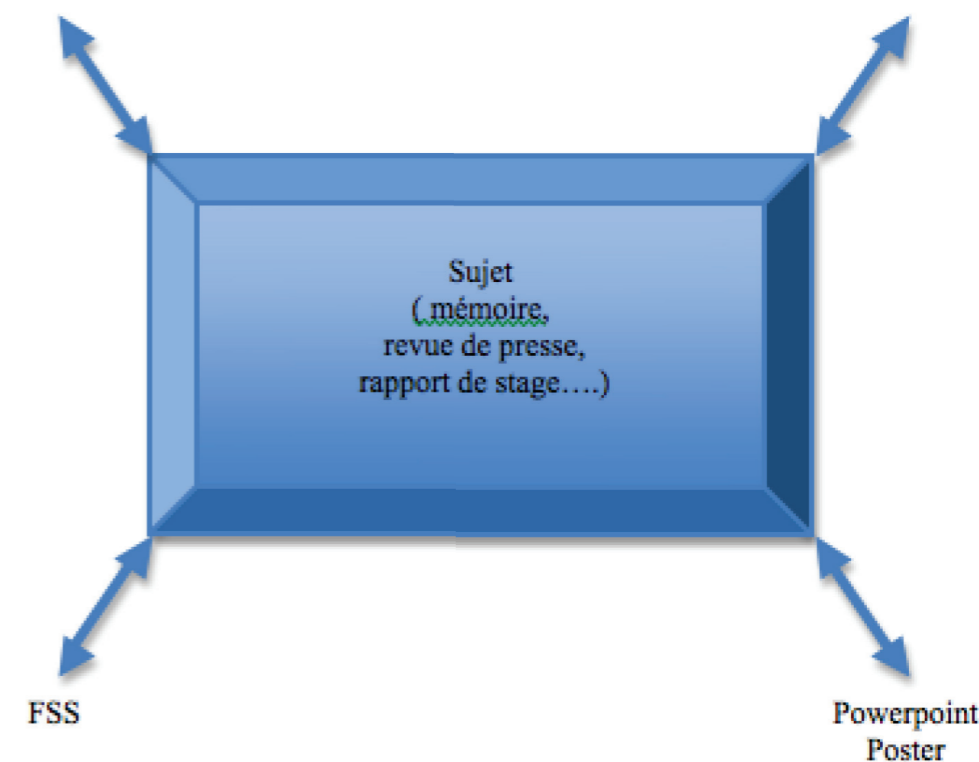 Sujet
( mémoire,
revue de presse,
rapport de stage….)
FSS
Powerpoint
Poster